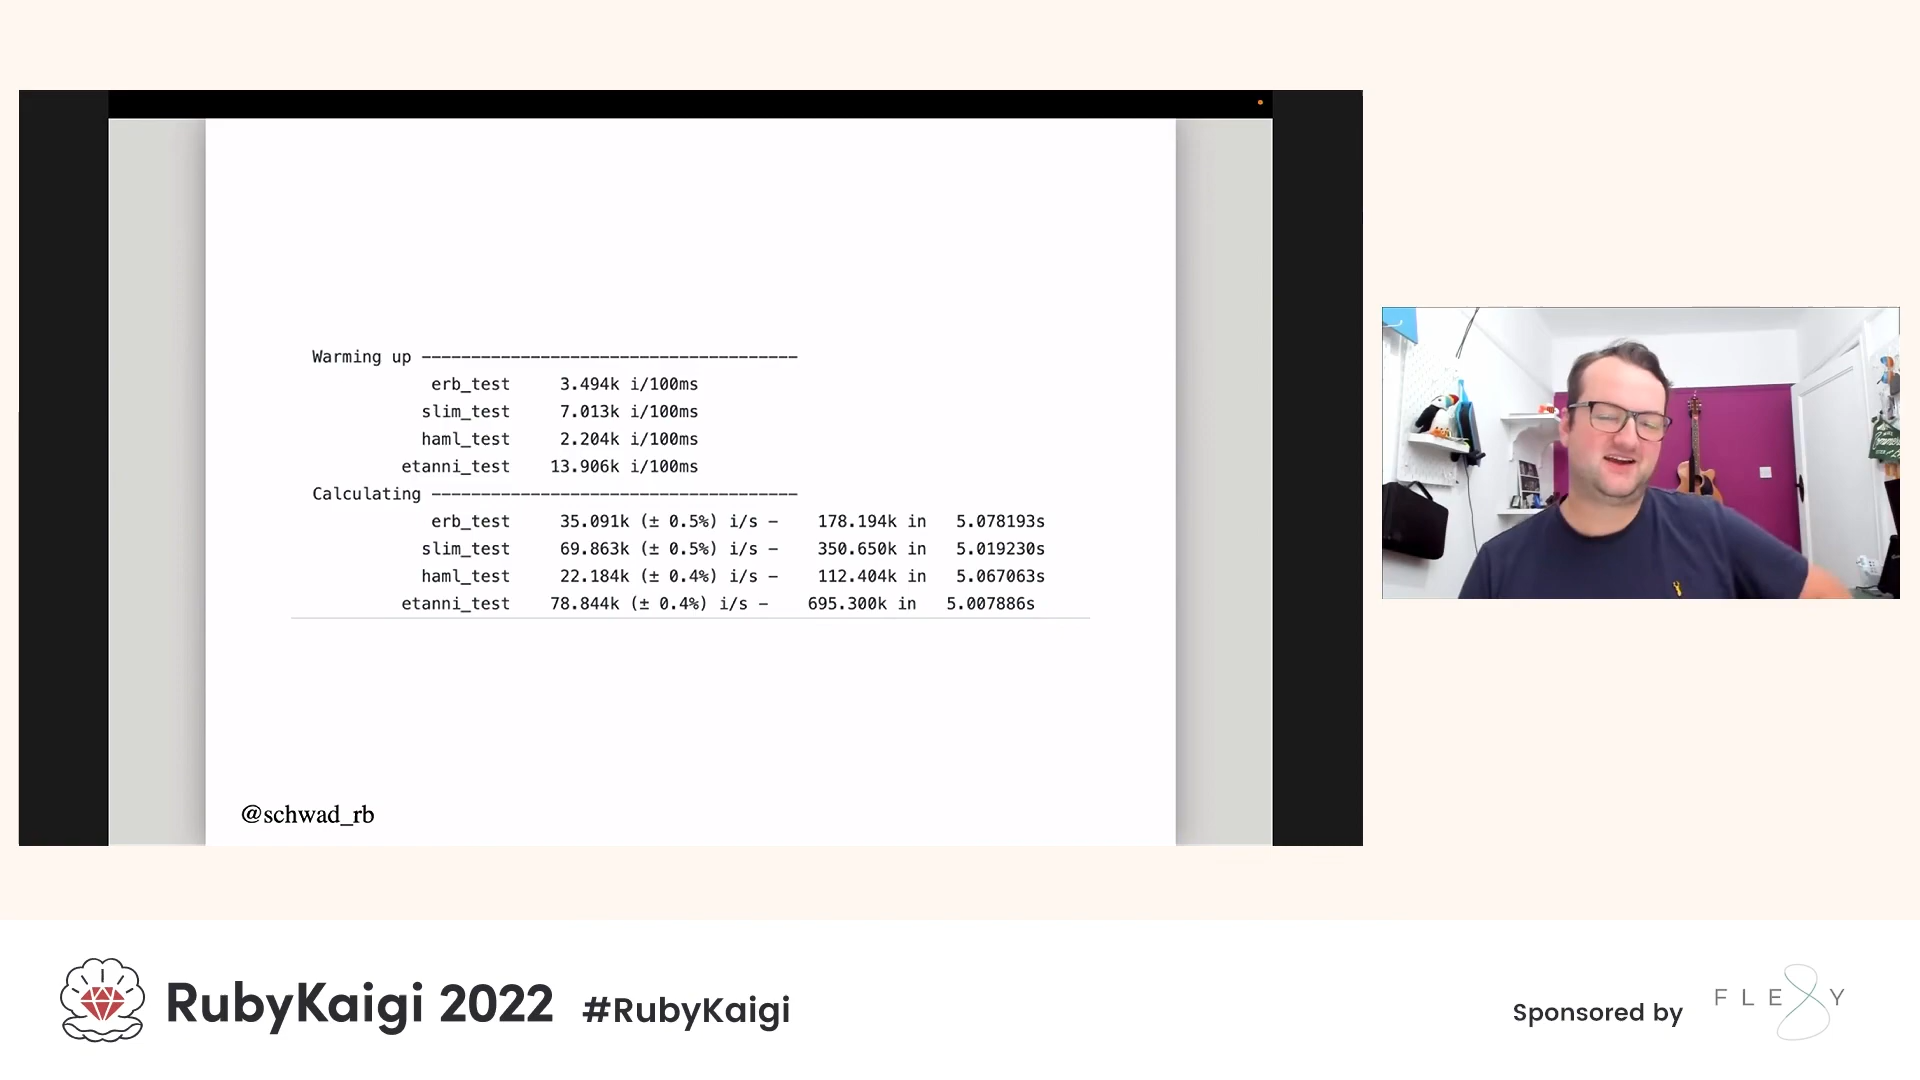 Warming up --------------------------------------
erb_test 3.494k i/100ms
slim_test 7.013k i/100ms
haml_test 2.204k i/100ms
etanni_test 13.906k i/100ms
Calculating -------------------------------------
erb_test 35.091k (± 0.5%) i/s - 178.194k in 5.078193s
slim_test 69.863k (± 0.5%) i/s - 350.650k in 5.019230s
haml_test 22.184k (± 0.4%) i/s - 112.404k in 5.067063s
etanni_test 78.844k (± 0.4%) i/s - 695.300k in 5.007886s
@schwad_rb
RubyKaigi 2022 #RubyKaigi
Sponsored by FLEXY